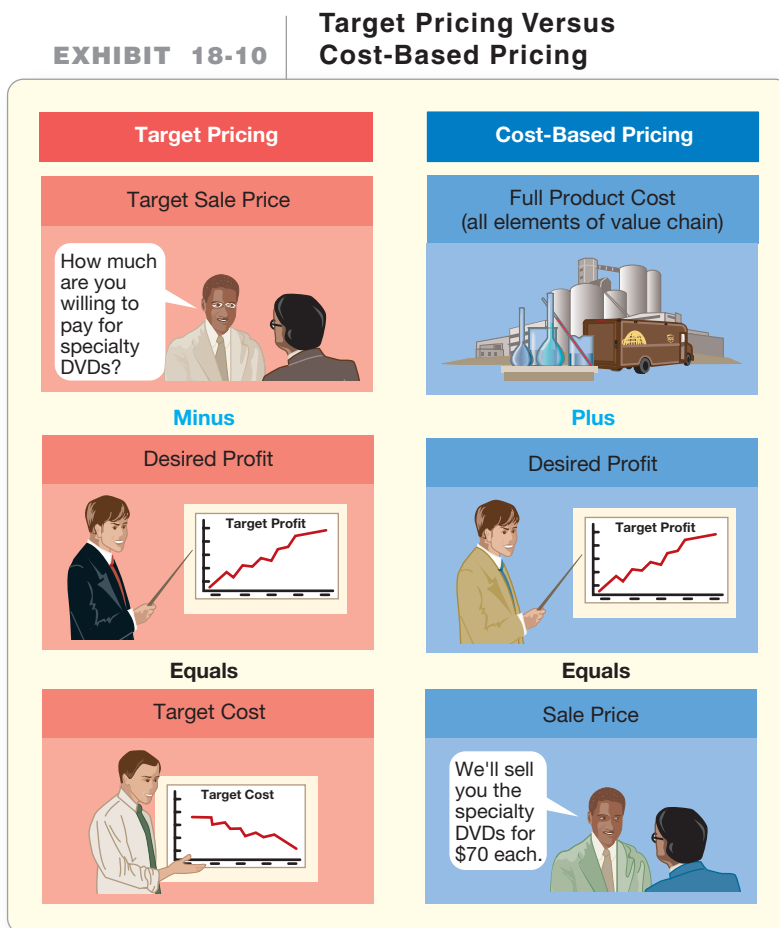 EXHIBIT 18-10
Target Pricing Versus
Cost-Based Pricing
Target Pricing
Target Sale Price
How much
are you
willing to
pay for
specialty
DVDs?
Minus
Desired Profit
Target Profit
Equals
Target Cost
Target Cost
Cost-Based Pricing
Full Product Cost
(all elements of value chain)
Plus
Desired Profit
Target Profit
Equals
Sale Price
We'll sell
you the
specialty
DVDs for
$70 each.